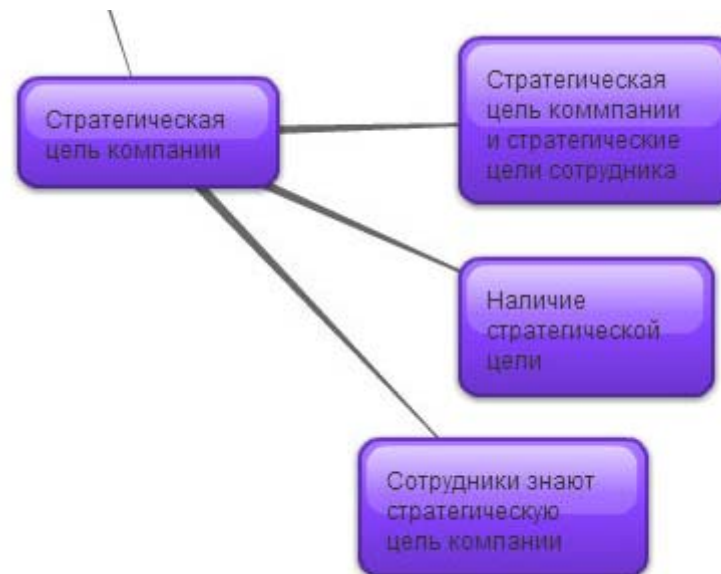 Стратегическая
цель компании
Стратегическая
цель коммпании
и стратегические
цели сотрудника
Наличие
стратегической
цели
Сотрудники знают
стратегическую
цель компании